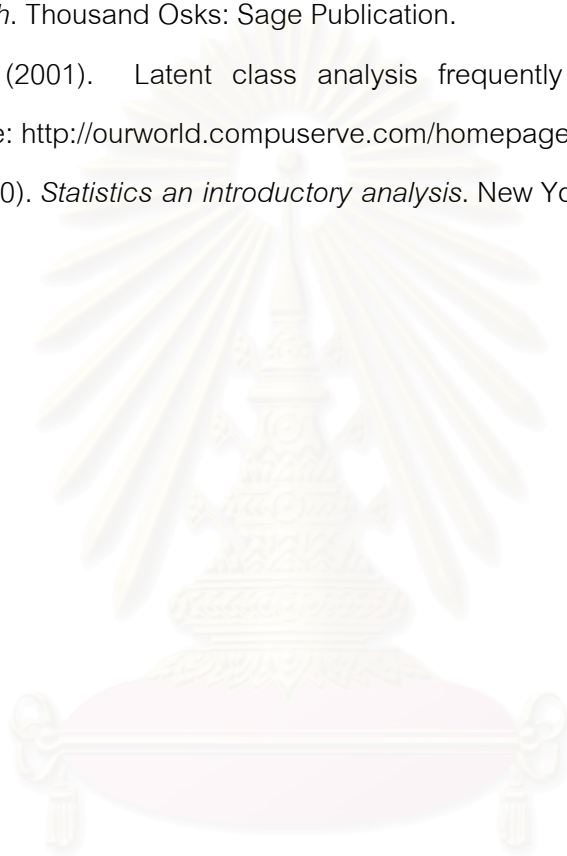 h. Thousand Osks: Sage Publication.
(2001). Latent class analysis frequently
e: http://ourworld.compuserve.com/homepage
0). Statistics an introductory analysis. New Yo